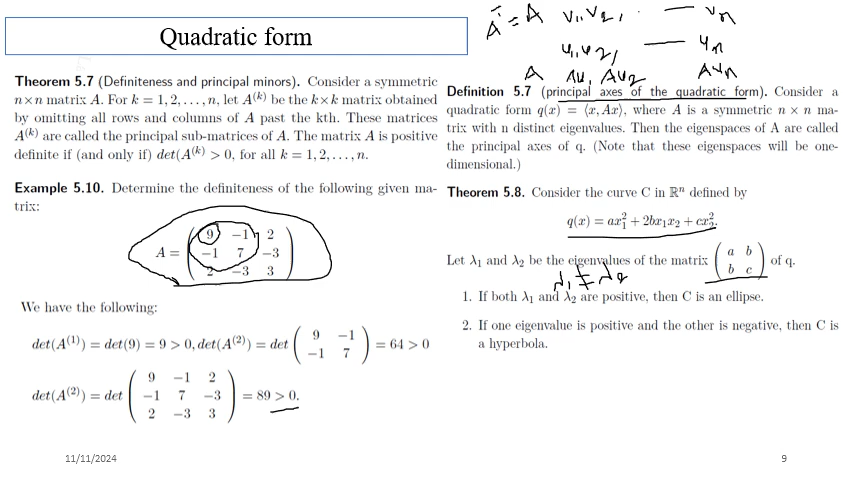 Quadratic form
Theorem 5.7 (Definiteness and principal minors). Consider a symmetric
n×n matrix A. For k = 1, 2, . . . , n, let A^(k) be the k×k matrix obtained
by omitting all rows and columns of A past the kth. These matrices
A^(k) are called the principal sub-matrices of A. The matrix A is positive
definite if (and only if) det(A^(k) > 0, for all k = 1, 2, . . . , n.
Example 5.10. Determine the definiteness of the following given ma-
trix:
9 −1 2
A = −1 7 −3
2 −3 3
We have the following:
det(A^(1)) = det(9) = 9 > 0, det(A^(2)) = det ( 9 −1
−1 7 ) = 64 > 0
9 −1 2
det(A^(2)) = det −1 7 −3 = 89 > 0.
2 −3 3
v₁, v₂, — vₙ
u₁, u₂, — uₙ
Definition 5.7 (principal axes of the quadratic form). Consider a
quadratic form q(x) = ⟨x, Ax⟩, where A is a symmetric n × n ma-
trix with n distinct eigenvalues. Then the eigenspaces of A are called
the principal axes of q. (Note that these eigenspaces will be one-
dimensional.)
Theorem 5.8. Consider the curve C in ℝⁿ defined by
q(x) = ax₁² + 2bx₁x₂ + cx₂².
Let λ₁ and λ₂ be the eigenvalues of the matrix ( a b
b c ) of q.
λ₁ ≠ λ₂
1. If both λ₁ and λ₂ are positive, then C is an ellipse.
2. If one eigenvalue is positive and the other is negative, then C is
a hyperbola.
11/11/2024
9